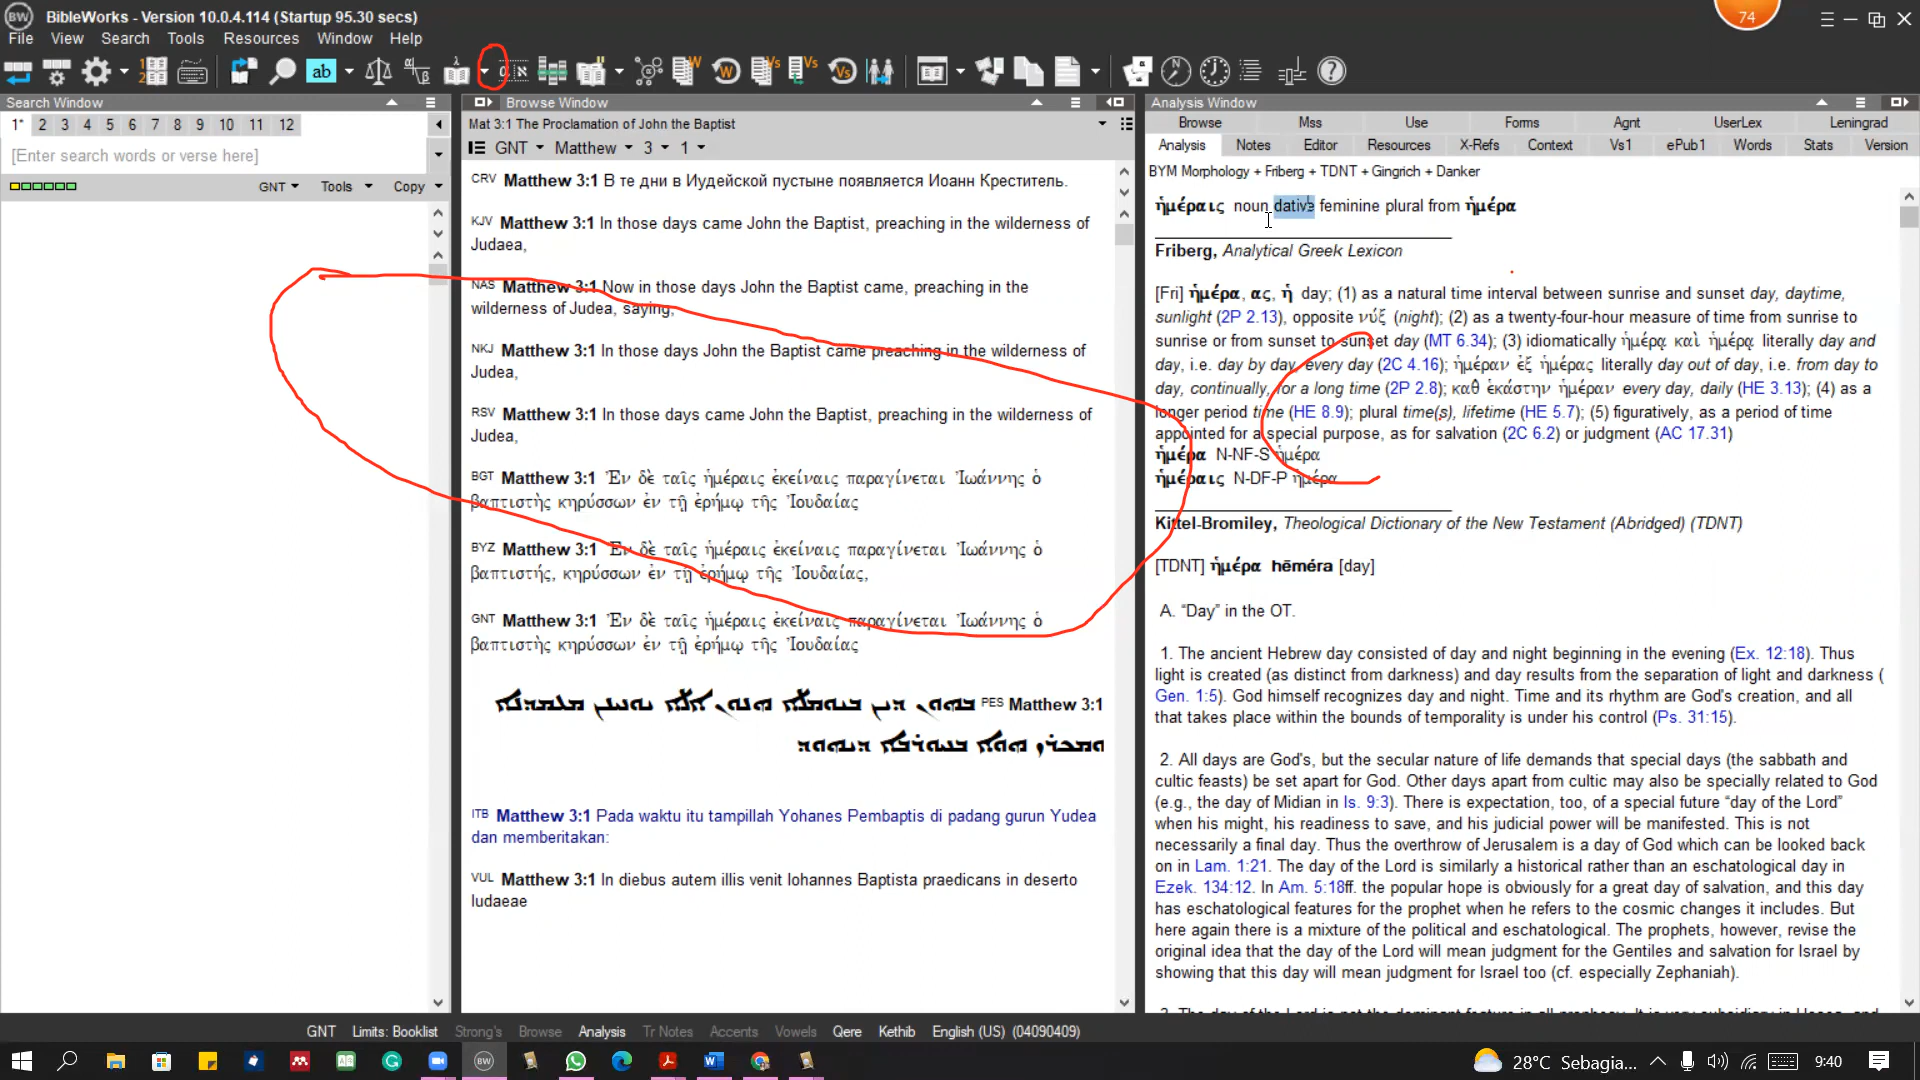 BibleWorks - Version 10.0.4.114 (Startup 95.30 secs)
74
File View Search Tools Resources Window Help
Search Window
1* 2 3 4 5 6 7 8 9 10 11 12
[Enter search words or verse here]
GNT Tools Copy
Browse Window
Mat 3:1 The Proclamation of John the Baptist
GNT Matthew 3 1
CRV Matthew 3:1 В те дни в Иудейской пустыне появляется Иоанн Креститель.
KJV Matthew 3:1 In those days came John the Baptist, preaching in the wilderness of
Judaea,
NAS Matthew 3:1 Now in those days John the Baptist came, preaching in the
wilderness of Judea, saying,
NKJ Matthew 3:1 In those days John the Baptist came preaching in the wilderness of
Judea,
RSV Matthew 3:1 In those days came John the Baptist, preaching in the wilderness of
Judea,
BGT Matthew 3:1 Ἐν δὲ ταῖς ἡμέραις ἐκείναις παραγίνεται Ἰωάννης ὁ
βαπτιστὴς κηρύσσων ἐν τῇ ἐρήμῳ τῆς Ἰουδαίας
BYZ Matthew 3:1 Ἐν δὲ ταῖς ἡμέραις ἐκείναις παραγίνεται Ἰωάννης ὁ
βαπτιστής, κηρύσσων ἐν τῇ ἐρήμῳ τῆς Ἰουδαίας,
GNT Matthew 3:1 Ἐν δὲ ταῖς ἡμέραις ἐκείναις παραγίνεται Ἰωάννης ὁ
βαπτιστὴς κηρύσσων ἐν τῇ ἐρήμῳ τῆς Ἰουδαίας
PES Matthew 3:1
ITB Matthew 3:1 Pada waktu itu tampillah Yohanes Pembaptis di padang gurun Yudea
dan memberitakan:
VUL Matthew 3:1 In diebus autem illis venit Iohannes Baptista praedicans in deserto
Iudaeae
Analysis Window
Browse Mss Use Forms Agnt UserLex Leningrad
Analysis Notes Editor Resources X-Refs Context Vs1 ePub1 Words Stats Version
BYM Morphology + Friberg + TDNT + Gingrich + Danker
ἡμέραις noun dative feminine plural from ἡμέρα
Friberg, Analytical Greek Lexicon
[Fri] ἡμέρα, ας, ἡ day; (1) as a natural time interval between sunrise and sunset day, daytime,
sunlight (2P 2.13), opposite νύξ (night); (2) as a twenty-four-hour measure of time from sunrise to
sunrise or from sunset to sunset day (MT 6.34); (3) idiomatically ἡμέρᾳ καὶ ἡμέρᾳ literally day and
day, i.e. day by day, every day (2C 4.16); ἡμέραν ἐξ ἡμέρας literally day out of day, i.e. from day to
day, continually, for a long time (2P 2.8); καθ ἑκάστην ἡμέραν every day, daily (HE 3.13); (4) as a
longer period time (HE 8.9); plural time(s), lifetime (HE 5.7); (5) figuratively, as a period of time
appointed for a special purpose, as for salvation (2C 6.2) or judgment (AC 17.31)
ἡμέρα N-NF-S ἡμέρα
ἡμέραις N-DF-P ἡμέρα
Kittel-Bromiley, Theological Dictionary of the New Testament (Abridged) (TDNT)
[TDNT] ἡμέρα hēméra [day]
A. “Day” in the OT.
1. The ancient Hebrew day consisted of day and night beginning in the evening (Ex. 12:18). Thus
light is created (as distinct from darkness) and day results from the separation of light and darkness (
Gen. 1:5). God himself recognizes day and night. Time and its rhythm are God's creation, and all
that takes place within the bounds of temporality is under his control (Ps. 31:15).
2. All days are God's, but the secular nature of life demands that special days (the sabbath and
cultic feasts) be set apart for God. Other days apart from cultic may also be specially related to God
(e.g., the day of Midian in Is. 9:3). There is expectation, too, of a special future “day of the Lord”
when his might, his readiness to save, and his judicial power will be manifested. This is not
necessarily a final day. Thus the overthrow of Jerusalem is a day of God which can be looked back
on in Lam. 1:21. The day of the Lord is similarly a historical rather than an eschatological day in
Ezek. 134:12. In Am. 5:18ff. the popular hope is obviously for a great day of salvation, and this day
has eschatological features for the prophet when he refers to the cosmic changes it includes. But
here again there is a mixture of the political and eschatological. The prophets, however, revise the
original idea that the day of the Lord will mean judgment for the Gentiles and salvation for Israel by
showing that this day will mean judgment for Israel too (cf. especially Zephaniah).
GNT Limits: Booklist Strong's Browse Analysis Tr Notes Accents Vowels Qere Kethib English (US) (04090409)
28°C Sebagia... 9:40